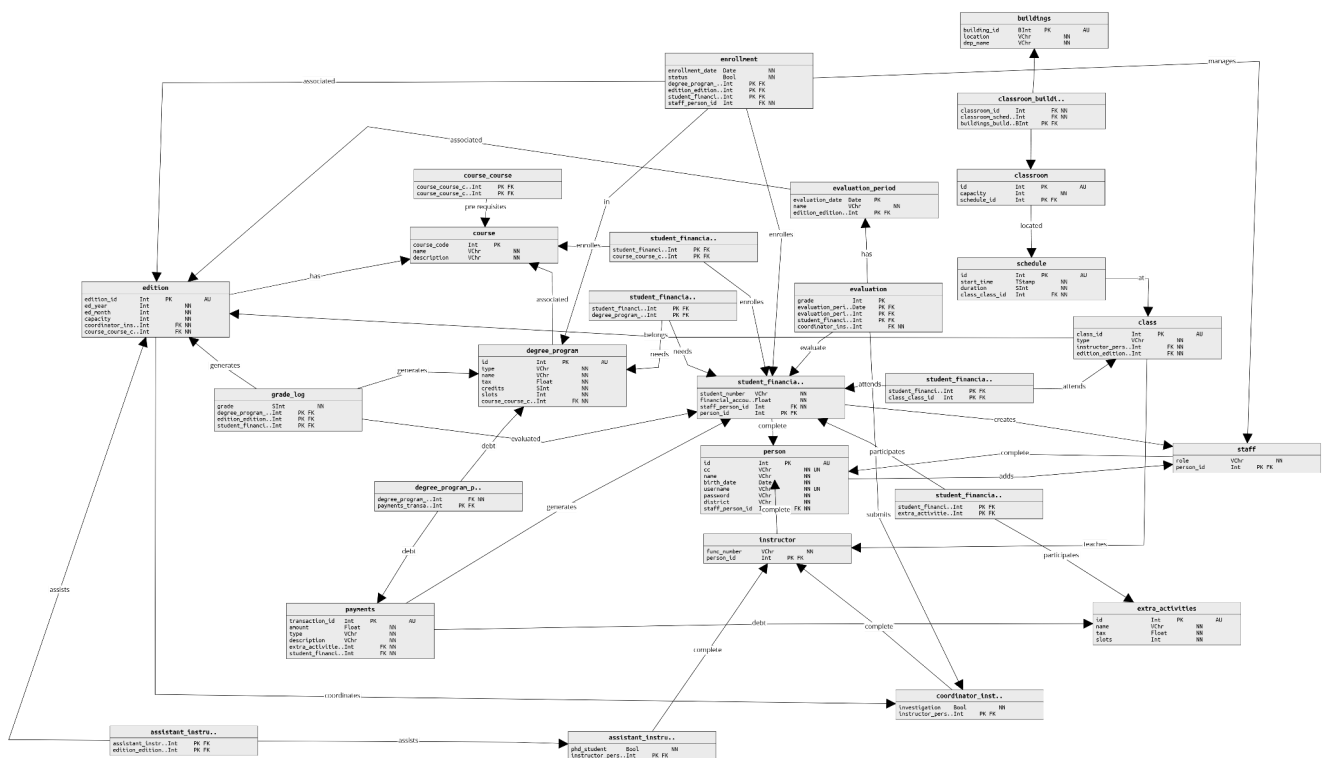 buildings
building_id BInt PK AU
location VChr NN
dep_name VChr NN
enrollment
enrollment_date Date NN
status Bool NN
degree_program_..Int PK FK
edition_edition..Int PK FK
student_financi..Int PK FK
staff_person_id Int FK NN
manages
associated
classroom_buildi..
classroom_id Int FK NN
classroom_sched..Int FK NN
buildings_build..BInt PK FK
associated
course_course
course_course_c..Int PK FK
course_course_c..Int PK FK
classroom
id Int PK AU
capacity Int NN
schedule_id Int PK FK
evaluation_period
evaluation_date Date PK
name VChr NN
edition_edition..Int PK FK
in
pre requisites
located
course
course_code Int PK
name VChr NN
description VChr NN
enrolles
student_financia..
student_financi..Int PK FK
course_course_c..Int PK FK
enrolles
has
schedule
id Int PK AU
start_time TStamp NN
duration SInt NN
class_class_id Int FK NN
at
has
edition
edition_id Int PK AU
ed_year Int NN
ed_month Int NN
capacity Int NN
coordinator_ins..Int FK NN
course_course_c..Int FK NN
associated
student_financia..
student_financi..Int PK FK
degree_program_..Int PK FK
enrolles
evaluation
grade Int PK
evaluation_peri..Date PK FK
evaluation_peri..Int PK FK
student_financi..Int PK FK
coordinator_ins..Int FK NN
class
class_id Int PK AU
type VChr NN
instructor_pers..Int FK NN
edition_edition..Int FK NN
belongs
needs
needs
evaluate
degree_program
id Int PK AU
type VChr NN
name VChr NN
tax Float NN
credits SInt NN
slots Int NN
course_course_c..Int FK NN
generates
generates
student_financia..
student_number VChr NN
financial_accou..Float NN
staff_person_id Int FK NN
person_id Int PK FK
attends
student_financia..
student_financi..Int PK FK
class_class_id Int PK FK
attends
grade_log
grade SInt NN
degree_program_..Int PK FK
edition_edition..Int PK FK
student_financi..Int PK FK
creates
complete
evaluated
debt
person
id Int PK AU
cc VChr NN UN
name VChr NN
birth_date Date NN
username VChr NN UN
password VChr NN
district VChr NN
staff_person_id Int FK NN
complete
participates
complete
adds
staff
role VChr NN
person_id Int PK FK
degree_program_p..
degree_program_..Int FK NN
payments_transa..Int PK FK
generates
submits
student_financia..
student_financi..Int PK FK
extra_activitie..Int PK FK
instructor
func_number VChr NN
person_id Int PK FK
teaches
participates
debt
assists
payments
transaction_id Int PK AU
amount Float NN
type VChr NN
description VChr NN
extra_activitie..Int FK NN
student_financi..Int FK NN
debt
extra_activities
id Int PK AU
name VChr NN
tax Float NN
slots Int NN
complete
complete
coordinates
coordinator_inst..
investigation Bool NN
instructor_pers..Int PK FK
assistant_instru..
assistant_instr..Int PK FK
edition_edition..Int PK FK
assists
assistant_instru..
phd_student Bool NN
instructor_pers..Int PK FK